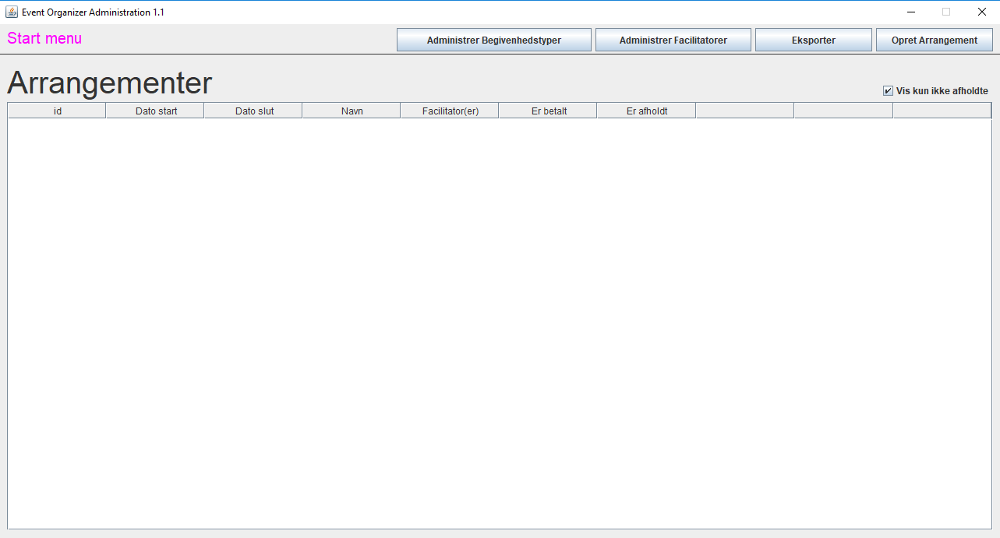 Event Organizer Administration 1.1
Start menu
Administrer Begivenhedstyper
Administrer Facilitatorer
Eksporter
Opret Arrangement
Arrangementer
Vis kun ikke afholdte
id
Dato start
Dato slut
Navn
Facilitator(er)
Er betalt
Er afholdt